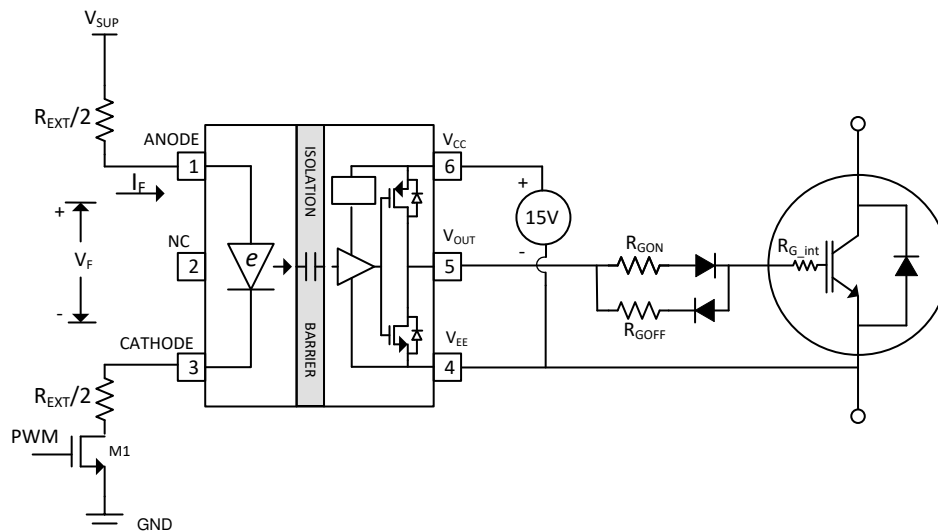 VSUP
REXT/2
ANODE
1
IF
+
VF
-
NC
2
CATHODE
3
REXT/2
PWM
M1
GND
e
ISOLATION
BARRIER
VCC
6
VOUT
5
VEE
4
+
15V
-
RGON
RGOFF
RG_int